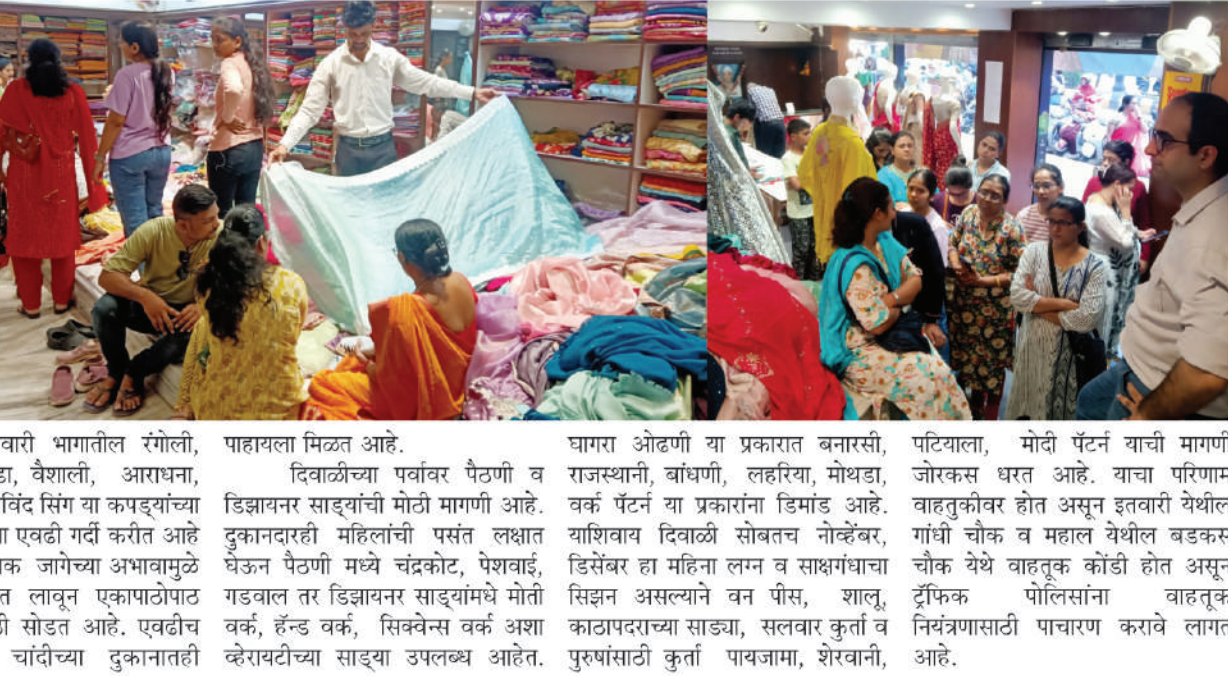 वारी भागातील रंगोली,
डा, वैशाली, आराधना,
विंद सिंग या कपड्यांच्या
एवढी गर्दी करीत आहे
जागेच्या अभावामुळे
लावून एकापाठोपाठ
सोडत आहे. एवढीच
चांदीच्या दुकानातही
पाहायला मिळत आहे.
दिवाळीच्या पर्वावर पैठणी व
डिझायनर साड्यांची मोठी मागणी आहे.
दुकानदारही महिलांची पसंत लक्षात
घेऊन पैठणी मध्ये चंद्रकोट, पेशवाई,
गडवाल तर डिझायनर साड्यांमधे मोती
वर्क, हॅन्ड वर्क, सिक्वेन्स वर्क अशा
व्हेरायटीच्या साड्या उपलब्ध आहेत.
घागरा ओढणी या प्रकारात बनारसी,
राजस्थानी, बांधणी, लहरिया, मोथडा,
वर्क पॅटर्न या प्रकारांना डिमांड आहे.
याशिवाय दिवाळी सोबतच नोव्हेंबर,
डिसेंबर हा महिना लग्न व साक्षगंधाचा
सिझन असल्याने वन पीस, शालू,
काठापदराच्या साड्या, सलवार कुर्ता व
पुरुषांसाठी कुर्ता पायजामा, शेरवानी,
पटियाला, मोदी पॅटर्न याची मागणी
जोरकस धरत आहे. याचा परिणाम
वाहतुकीवर होत असून इतवारी येथील
गांधी चौक व महाल येथील बडकस
चौक येथे वाहतूक कोंडी होत असून
ट्रॅफिक पोलिसांना वाहतूक
नियंत्रणासाठी पाचारण करावे लागत
आहे.